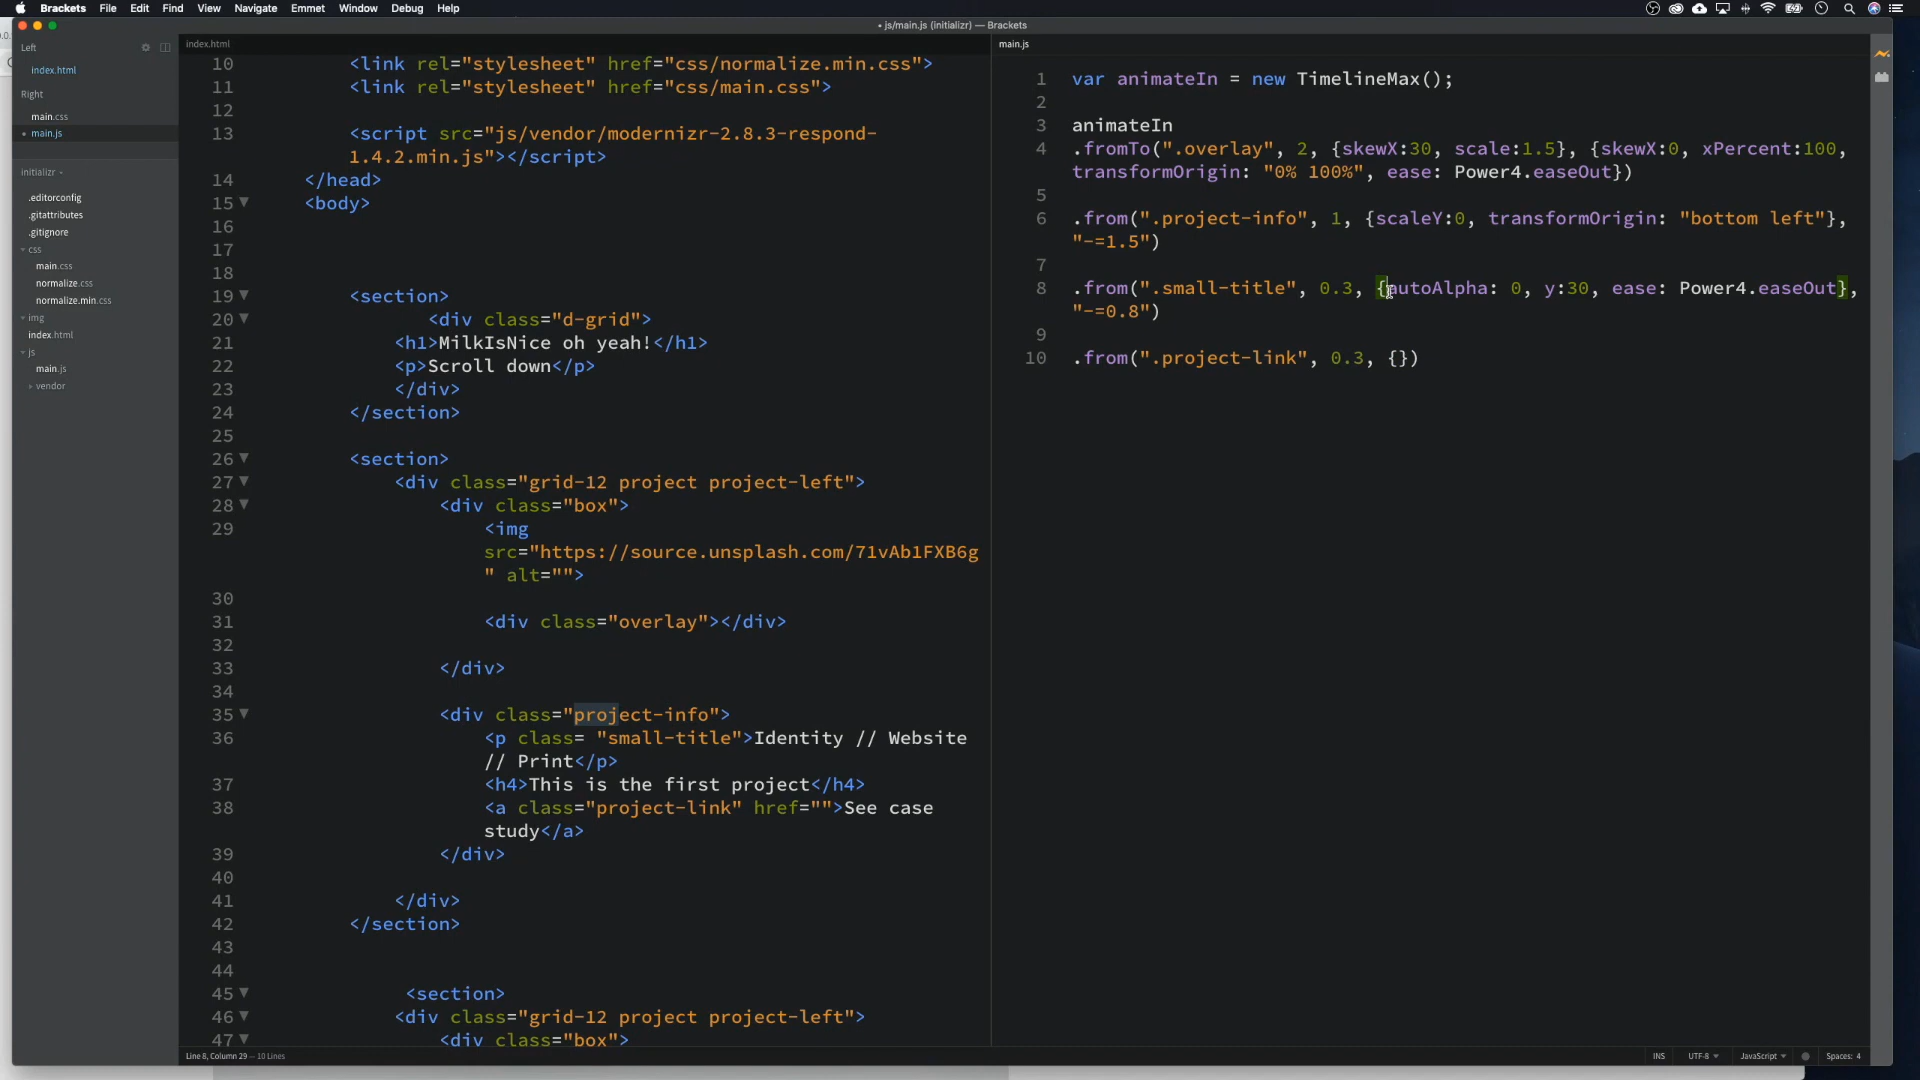 Brackets File Edit Find View Navigate Emmet Window Debug Help
• js/main.js (initializr) — Brackets
Left
index.html
Right
main.css
main.js
initializr
.editorconfig
.gitattributes
.gitignore
css
main.css
normalize.css
normalize.min.css
img
index.html
js
main.js
vendor
index.html
10 <link rel="stylesheet" href="css/normalize.min.css">
11 <link rel="stylesheet" href="css/main.css">
12
13 <script src="js/vendor/modernizr-2.8.3-respond-
1.4.2.min.js"></script>
14 </head>
15 <body>
16
17
18
19 <section>
20 <div class="d-grid">
21 <h1>MilkIsNice oh yeah!</h1>
22 <p>Scroll down</p>
23 </div>
24 </section>
25
26 <section>
27 <div class="grid-12 project project-left">
28 <div class="box">
29 <img
src="https://source.unsplash.com/71vAb1FXB6g
" alt="">
30
31 <div class="overlay"></div>
32
33 </div>
34
35 <div class="project-info">
36 <p class= "small-title">Identity // Website
// Print</p>
37 <h4>This is the first project</h4>
38 <a class="project-link" href="">See case
study</a>
39 </div>
40
41 </div>
42 </section>
43
44
45 <section>
46 <div class="grid-12 project project-left">
47 <div class="box">
main.js
1 var animateIn = new TimelineMax();
2
3 animateIn
4 .fromTo(".overlay", 2, {skewX:30, scale:1.5}, {skewX:0, xPercent:100,
transformOrigin: "0% 100%", ease: Power4.easeOut})
5
6 .from(".project-info", 1, {scaleY:0, transformOrigin: "bottom left"},
"-=1.5")
7
8 .from(".small-title", 0.3, {autoAlpha: 0, y:30, ease: Power4.easeOut},
"-=0.8")
9
10 .from(".project-link", 0.3, {})
Line 8, Column 29 — 10 Lines
INS UTF-8 JavaScript Spaces: 4